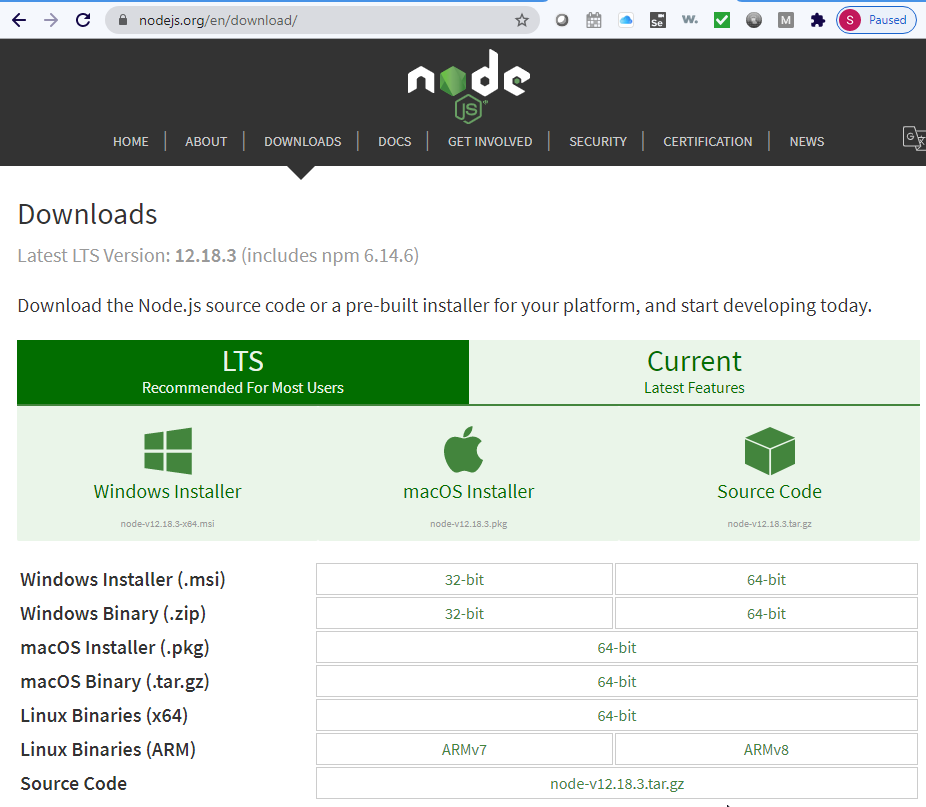 nodejs.org/en/download/
Se
w.
M
S Paused
node
JS
HOME ABOUT DOWNLOADS DOCS GET INVOLVED SECURITY CERTIFICATION NEWS
Downloads
Latest LTS Version: 12.18.3 (includes npm 6.14.6)
Download the Node.js source code or a pre-built installer for your platform, and start developing today.
LTS
Recommended For Most Users
Current
Latest Features
Windows Installer
node-v12.18.3-x64.msi
macOS Installer
node-v12.18.3.pkg
Source Code
node-v12.18.3.tar.gz
Windows Installer (.msi) 32-bit 64-bit
Windows Binary (.zip) 32-bit 64-bit
macOS Installer (.pkg) 64-bit
macOS Binary (.tar.gz) 64-bit
Linux Binaries (x64) 64-bit
Linux Binaries (ARM) ARMv7 ARMv8
Source Code node-v12.18.3.tar.gz